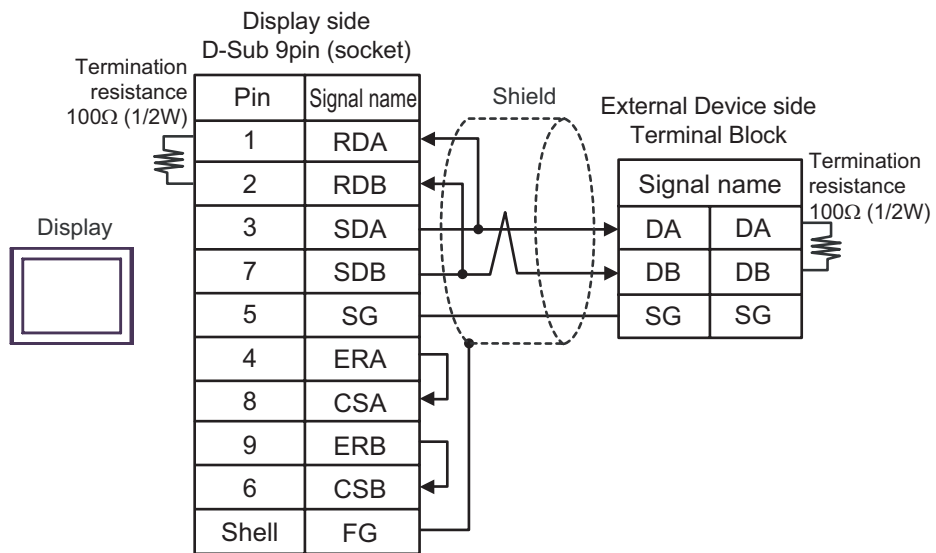 Display side
D-Sub 9pin (socket)
Termination
resistance
100Ω (1/2W)
Pin Signal name
1 RDA
2 RDB
3 SDA
7 SDB
5 SG
4 ERA
8 CSA
9 ERB
6 CSB
Shell FG
Display
Shield
External Device side
Terminal Block
Signal name
DA DA
DB DB
SG SG
Termination
resistance
100Ω (1/2W)